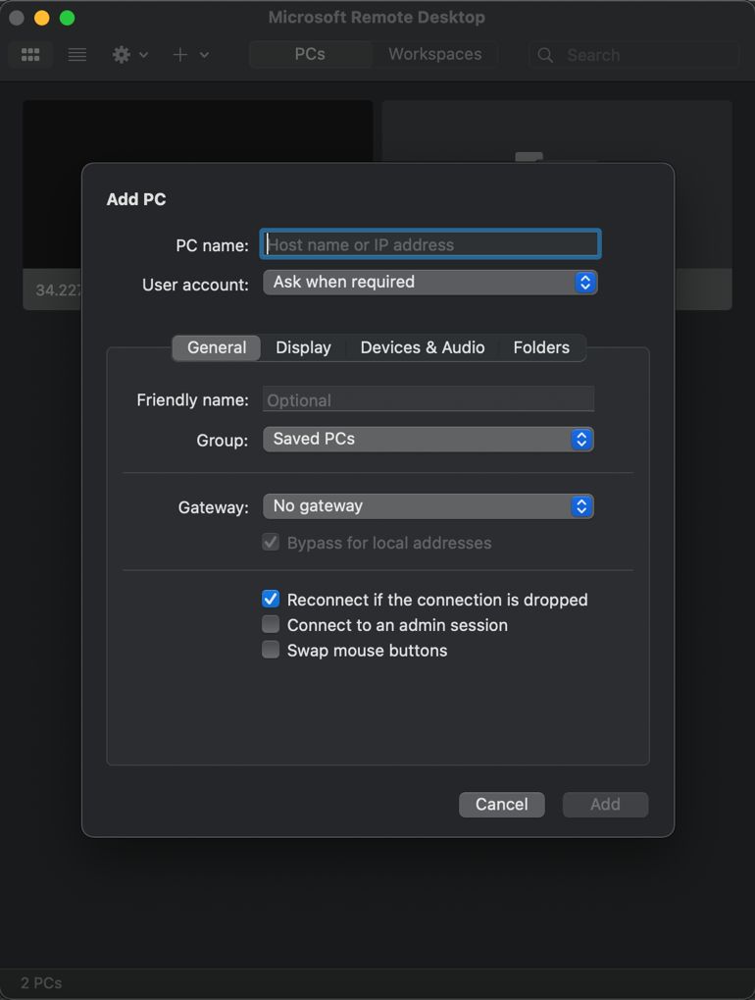 Microsoft Remote Desktop
PCs Workspaces Search
Add PC
PC name: Host name or IP address
34.227
User account: Ask when required
General Display Devices & Audio Folders
Friendly name: Optional
Group: Saved PCs
Gateway: No gateway
Bypass for local addresses
Reconnect if the connection is dropped
Connect to an admin session
Swap mouse buttons
Cancel Add
2 PCs